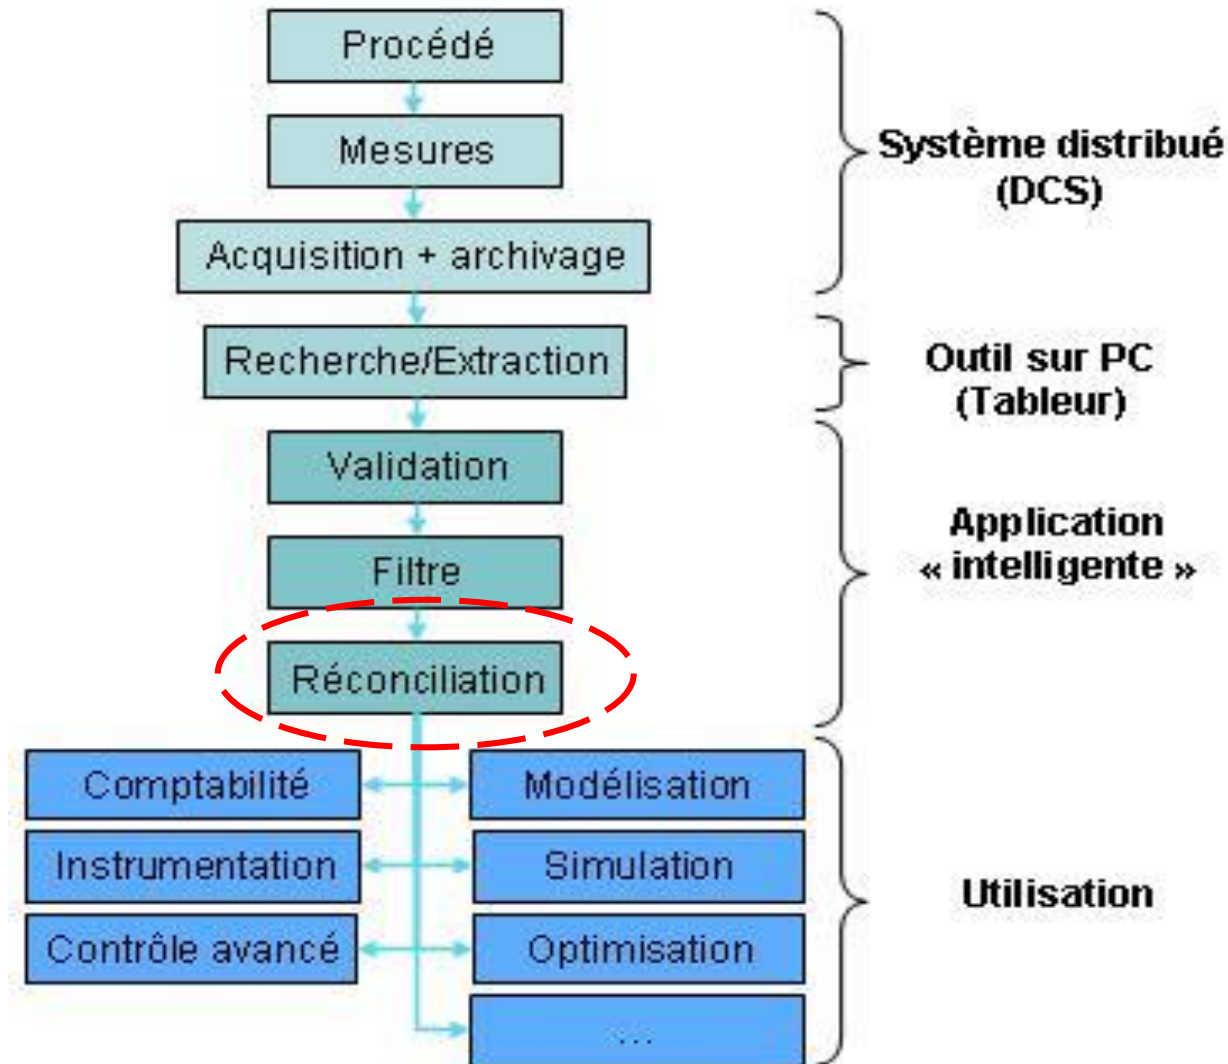 Procédé
Mesures
Acquisition + archivage
Système distribué
(DCS)
Recherche/Extraction
Outil sur PC
(Tableur)
Validation
Filtre
Réconciliation
Application
« intelligente »
Comptabilité
Modélisation
Instrumentation
Simulation
Contrôle avancé
Optimisation
...
Utilisation